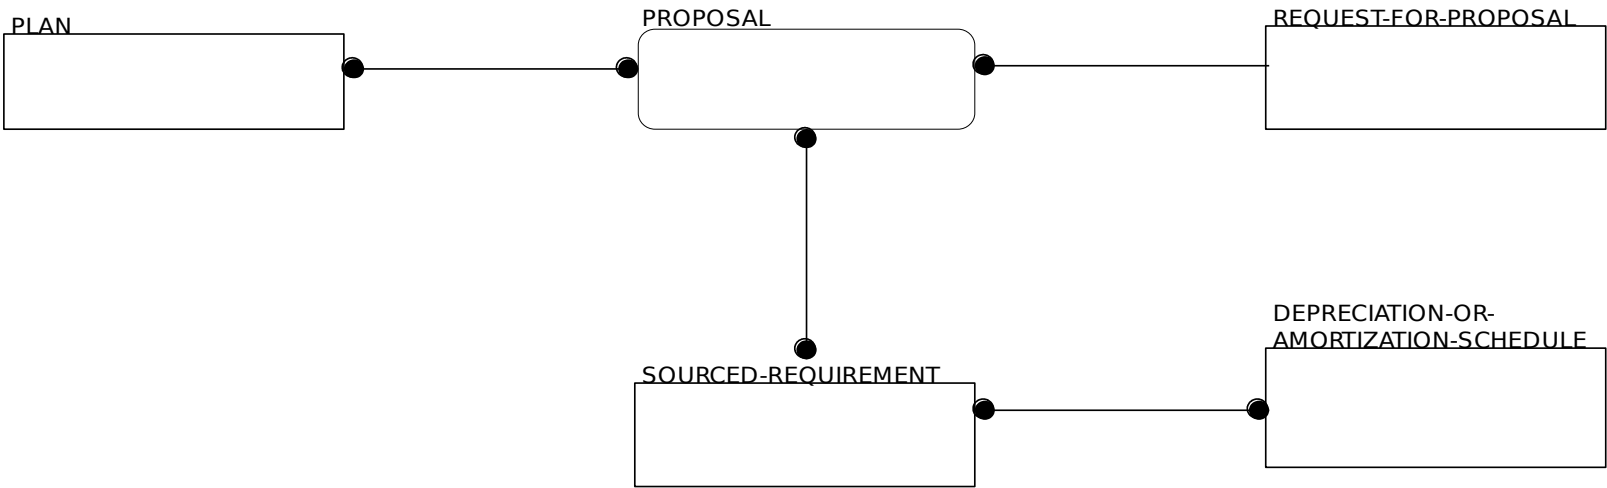 PLAN
PROPOSAL
REQUEST-FOR-PROPOSAL
DEPRECIATION-OR-
AMORTIZATION-SCHEDULE
SOURCED-REQUIREMENT